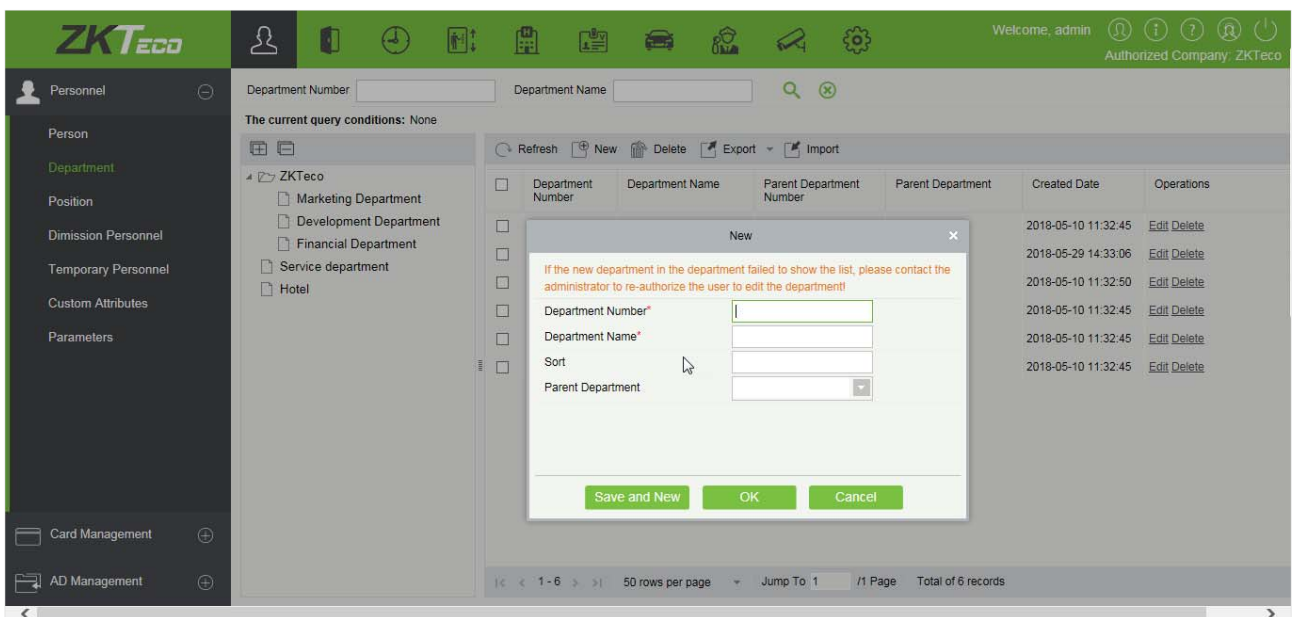 ZKTeco
Welcome, admin
Authorized Company: ZKTeco
Personnel
Person
Department
Position
Dimission Personnel
Temporary Personnel
Custom Attributes
Parameters
Card Management
AD Management
Department Number
Department Name
The current query conditions: None
ZKTeco
Marketing Department
Development Department
Financial Department
Service department
Hotel
Refresh New Delete Export Import
Department Number
Department Name
Parent Department Number
Parent Department
Created Date
Operations
2018-05-10 11:32:45 Edit Delete
2018-05-29 14:33:06 Edit Delete
2018-05-10 11:32:50 Edit Delete
2018-05-10 11:32:45 Edit Delete
2018-05-10 11:32:45 Edit Delete
2018-05-10 11:32:45 Edit Delete
New
If the new department in the department failed to show the list, please contact the
administrator to re-authorize the user to edit the department!
Department Number*
Department Name*
Sort
Parent Department
Save and New OK Cancel
1 - 6 50 rows per page Jump To 1 /1 Page Total of 6 records